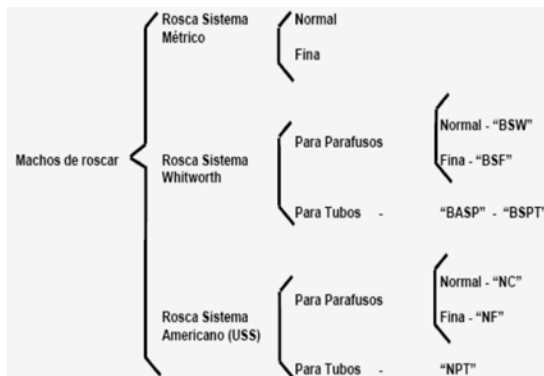 Machos de roscar
Rosca Sistema
Métrico
Normal
Fina
Rosca Sistema
Whitworth
Para Parafusos
Normal - “BSW”
Fina - “BSF”
Para Tubos - “BASP” - “BSPT”
Rosca Sistema
Americano (USS)
Para Parafusos
Normal - “NC”
Fina - “NF”
Para Tubos - “NPT”